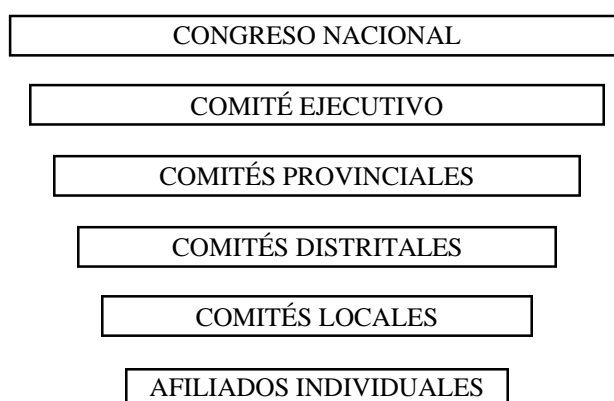 CONGRESO NACIONAL
COMITÉ EJECUTIVO
COMITÉS PROVINCIALES
COMITÉS DISTRITALES
COMITÉS LOCALES
AFILIADOS INDIVIDUALES